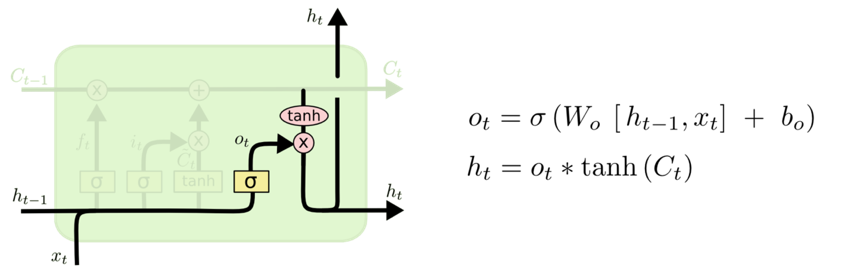 h_t
C_{t-1}
C_t
x
+
tanh
f_t
i_t
o_t
x
x
C̃_t
σ
σ
tanh
σ
h_{t-1}
h_t
x_t
o_t = σ (W_o [ h_{t-1}, x_t] + b_o)
h_t = o_t * tanh (C_t)